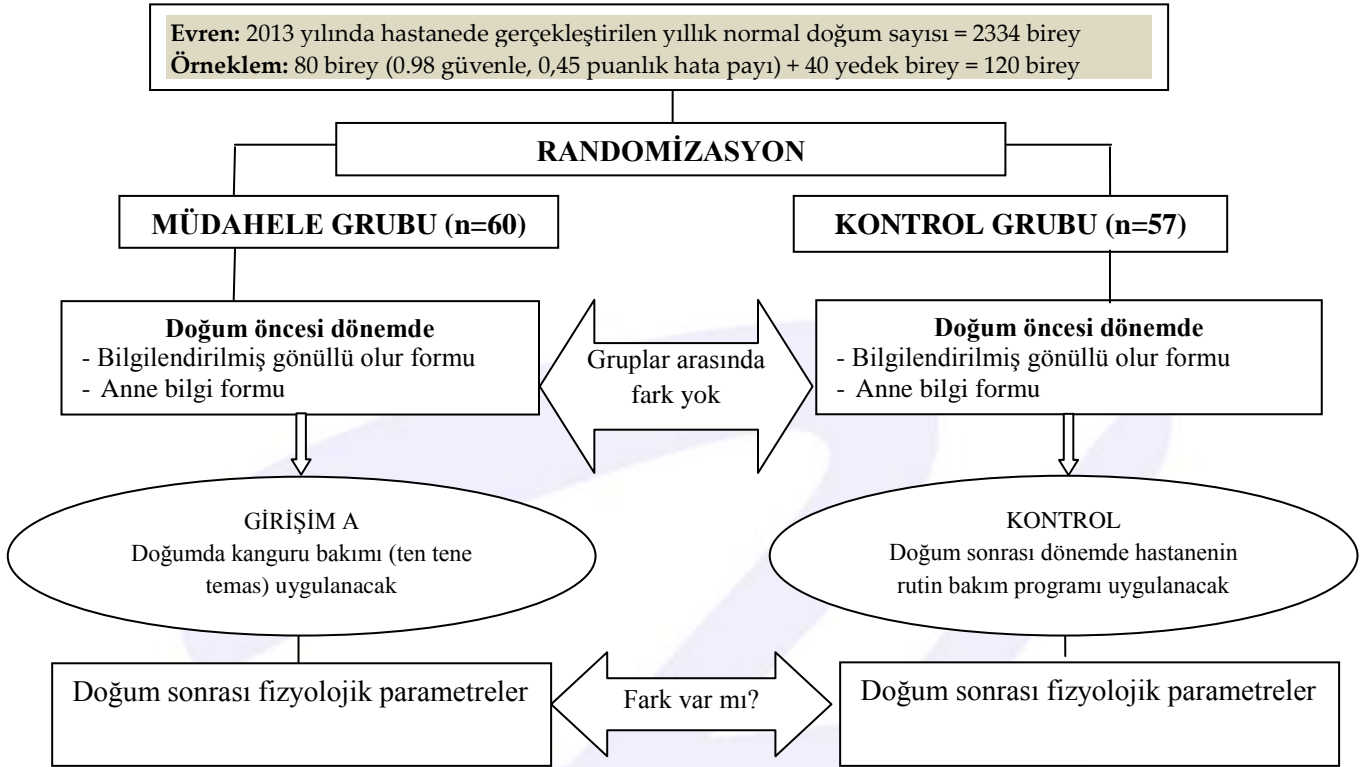 Evren: 2013 yılında hastanede gerçekleştirilen yıllık normal doğum sayısı = 2334 birey
Örneklem: 80 birey (0.98 güvenle, 0,45 puanlık hata payı) + 40 yedek birey = 120 birey
RANDOMİZASYON
MÜDAHELE GRUBU (n=60)
KONTROL GRUBU (n=57)
Doğum öncesi dönemde
- Bilgilendirilmiş gönüllü olur formu
- Anne bilgi formu
Gruplar arasında
fark yok
Doğum öncesi dönemde
- Bilgilendirilmiş gönüllü olur formu
- Anne bilgi formu
GİRİŞİM A
Doğumda kanguru bakımı (ten tene
temas) uygulanacak
KONTROL
Doğum sonrası dönemde hastanenin
rutin bakım programı uygulanacak
Doğum sonrası fizyolojik parametreler
Fark var mı?
Doğum sonrası fizyolojik parametreler